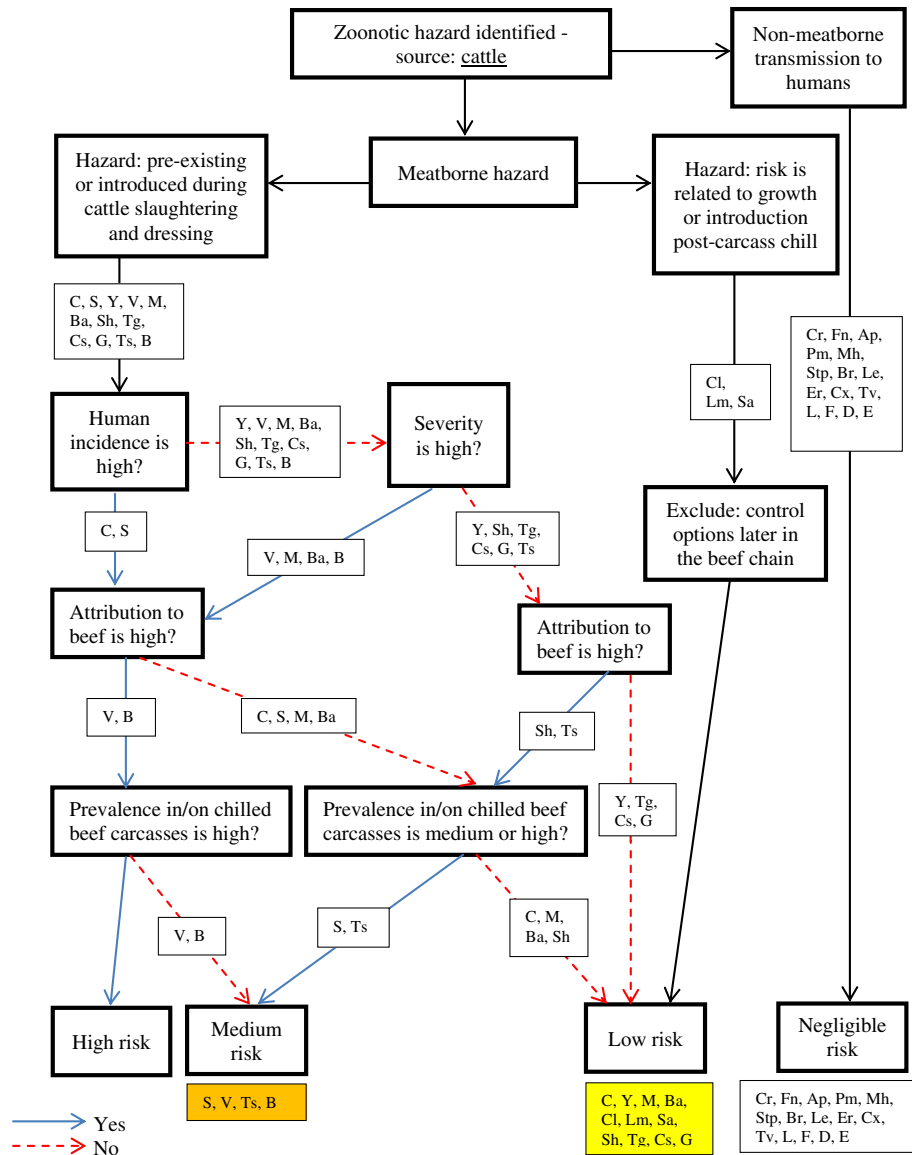 Zoonotic hazard identified -
source: cattle
Non-meatborne
transmission to
humans
Hazard: pre-existing
or introduced during
cattle slaughtering
and dressing
Meatborne hazard
Hazard: risk is
related to growth
or introduction
post-carcass chill
C, S, Y, V, M,
Ba, Sh, Tg,
Cs, G, Ts, B
Cr, Fn, Ap,
Pm, Mh,
Stp, Br, Le,
Er, Cx, Tv,
L, F, D, E
Cl,
Lm, Sa
Human
incidence is
high?
Y, V, M, Ba,
Sh, Tg, Cs,
G, Ts, B
Severity
is high?
C, S
V, M, Ba, B
Y, Sh, Tg,
Cs, G, Ts
Exclude: control
options later in
the beef chain
Attribution to
beef is high?
Attribution to
beef is high?
V, B
C, S, M, Ba
Sh, Ts
Prevalence in/on chilled
beef carcasses is high?
Prevalence in/on chilled beef
carcasses is medium or high?
Y, Tg,
Cs, G
V, B
S, Ts
C, M,
Ba, Sh
High risk
Medium
risk
Low risk
Negligible
risk
S, V, Ts, B
C, Y, M, Ba,
Cl, Lm, Sa,
Sh, Tg, Cs, G
Cr, Fn, Ap, Pm, Mh,
Stp, Br, Le, Er, Cx,
Tv, L, F, D, E
Yes
No